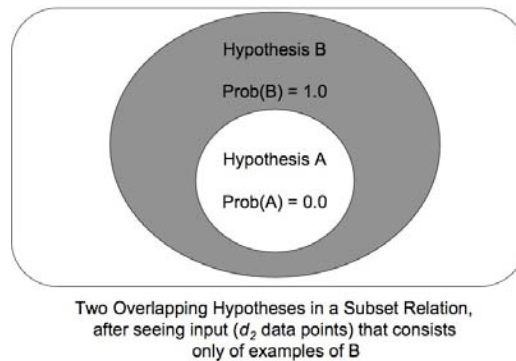 Hypothesis B
Prob(B) = 1.0
Hypothesis A
Prob(A) = 0.0
Two Overlapping Hypotheses in a Subset Relation,
after seeing input (d₂ data points) that consists
only of examples of B